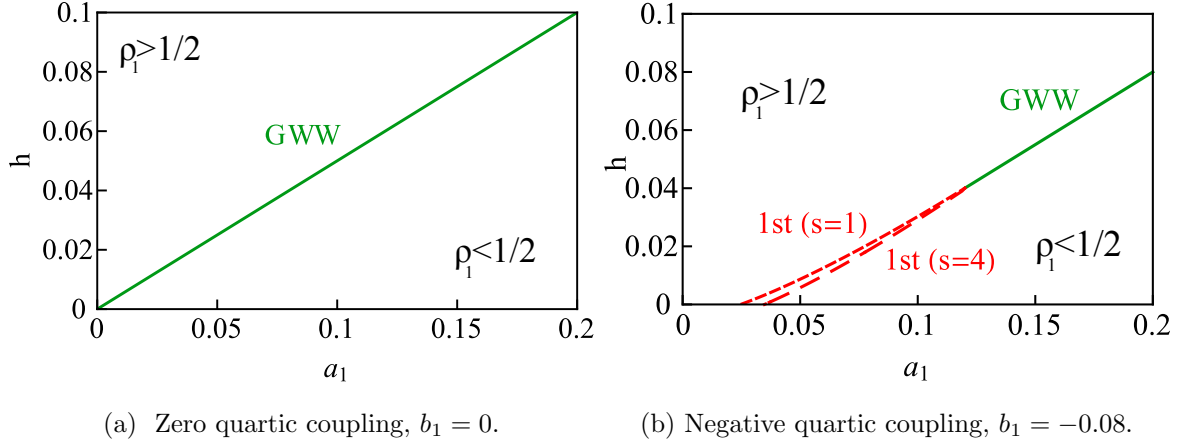 0.1
0.08
0.06
0.04
0.02
0
h
ρ₁>1/2
GWW
ρ₁<1/2
0
0.05
0.1
0.15
0.2
a₁
(a) Zero quartic coupling, b₁ = 0.
0.1
0.08
0.06
0.04
0.02
0
h
ρ₁>1/2
GWW
1st (s=1)
1st (s=4)
ρ₁<1/2
0
0.05
0.1
0.15
0.2
a₁
(b) Negative quartic coupling, b₁ = −0.08.